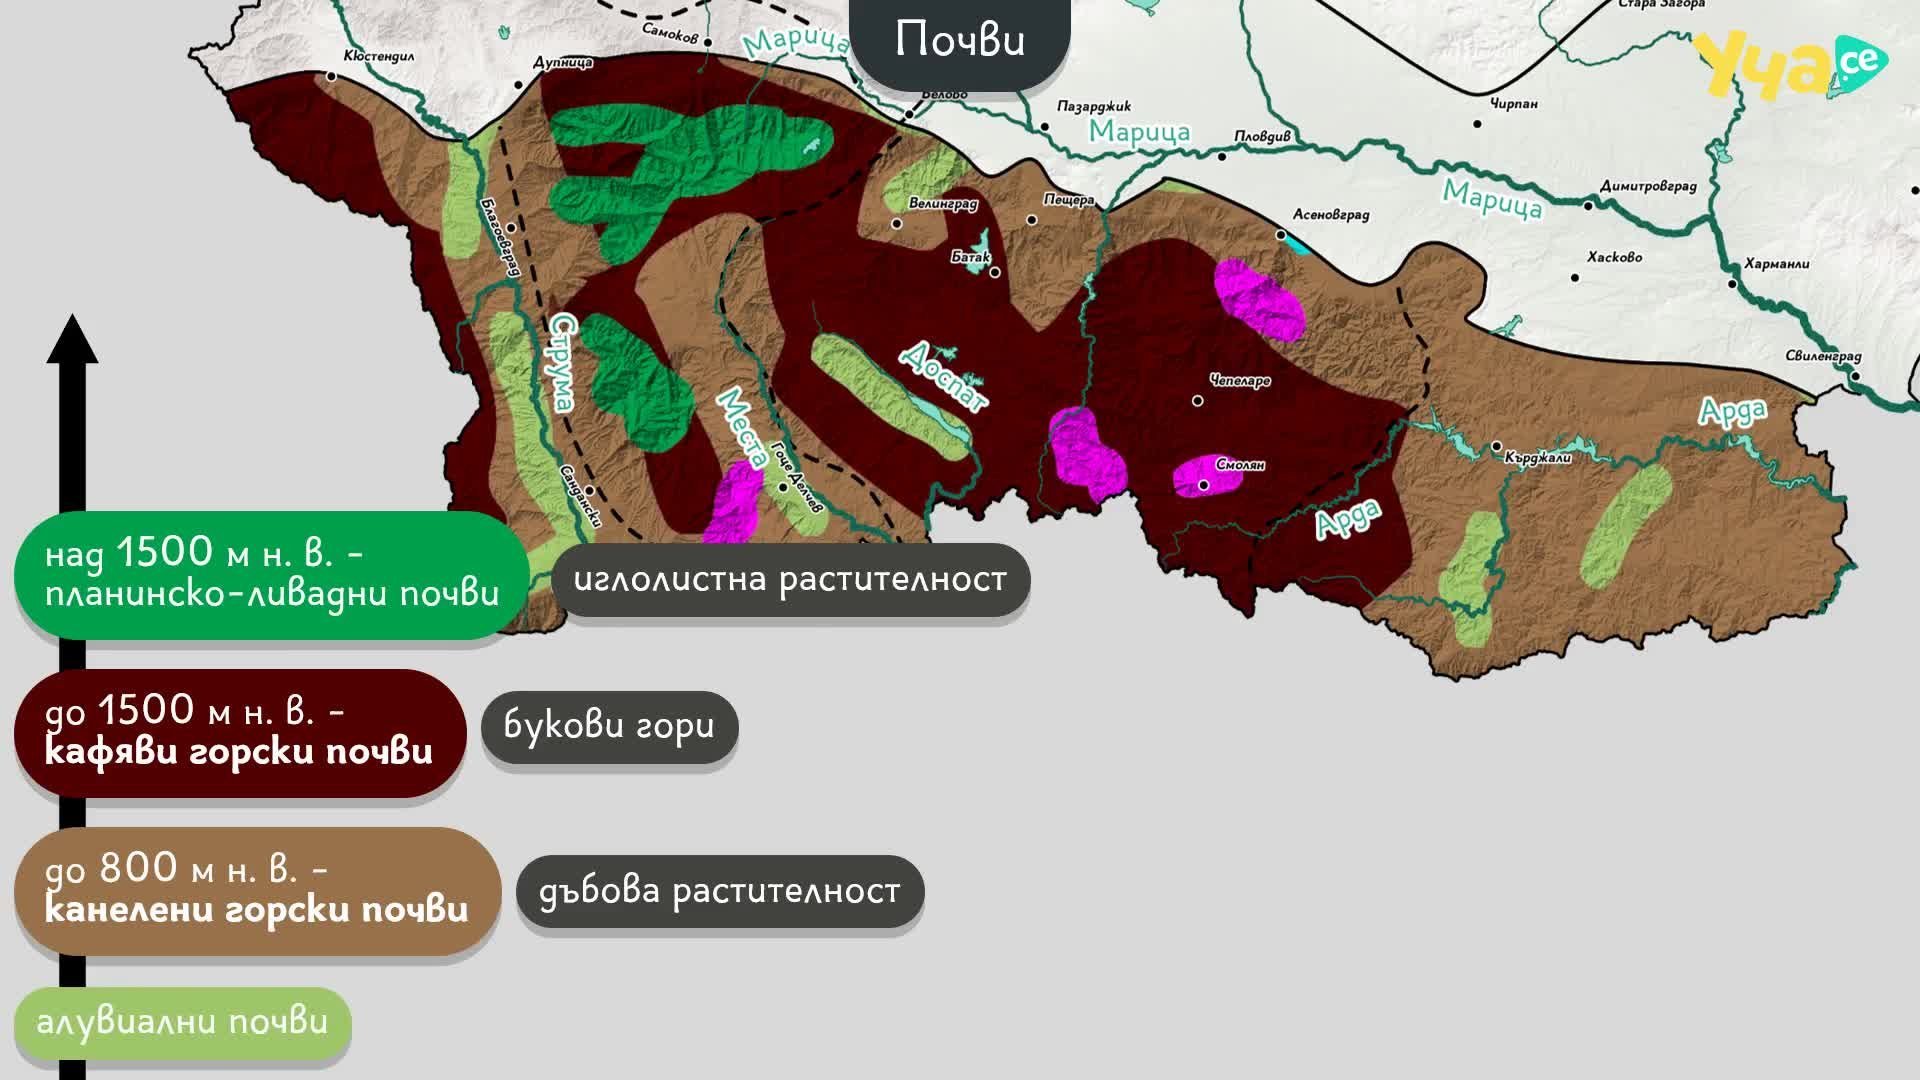 Почви
Уча.се
Стара Загора
Самоков
Марица
Кюстендил
Дупница
Белово
Пазарджик
Чирпан
Марица
Пловдив
Димитровград
Марица
Благоевград
Велинград
Пещера
Асеновград
Батак
Хасково
Харманли
Струма
Доспат
Свиленград
Чепеларе
Места
Арда
Гоце Делчев
Сандански
Смолян
Кърджали
Арда
над 1500 м н. в. -
планинско-ливадни почви
иглолистна растителност
до 1500 м н. в. -
кафяви горски почви
букови гори
до 800 м н. в. -
канелени горски почви
дъбова растителност
алувиални почви